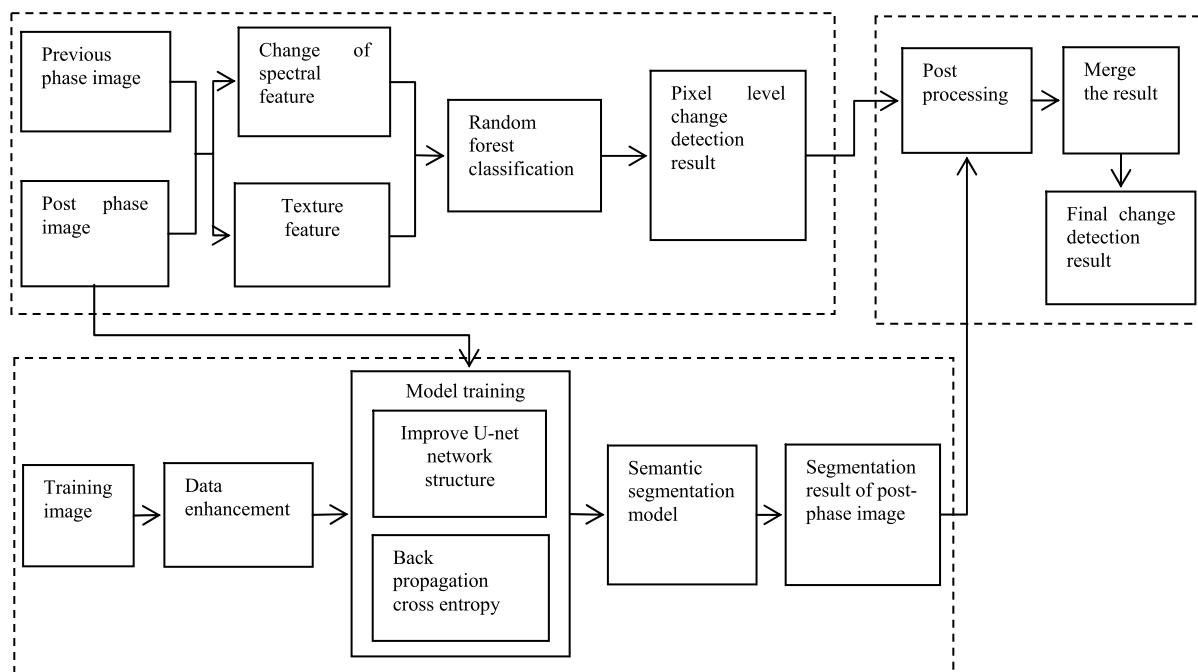 Previous
phase image
Post phase
image
Change of
spectral
feature
Texture
feature
Random
forest
classification
Pixel level
change
detection
result
Post
processing
Merge
the result
Final change
detection
result
Training
image
Data
enhancement
Model training
Improve U-net
network
structure
Back
propagation
cross entropy
Semantic
segmentation
model
Segmentation
result of post-
phase image